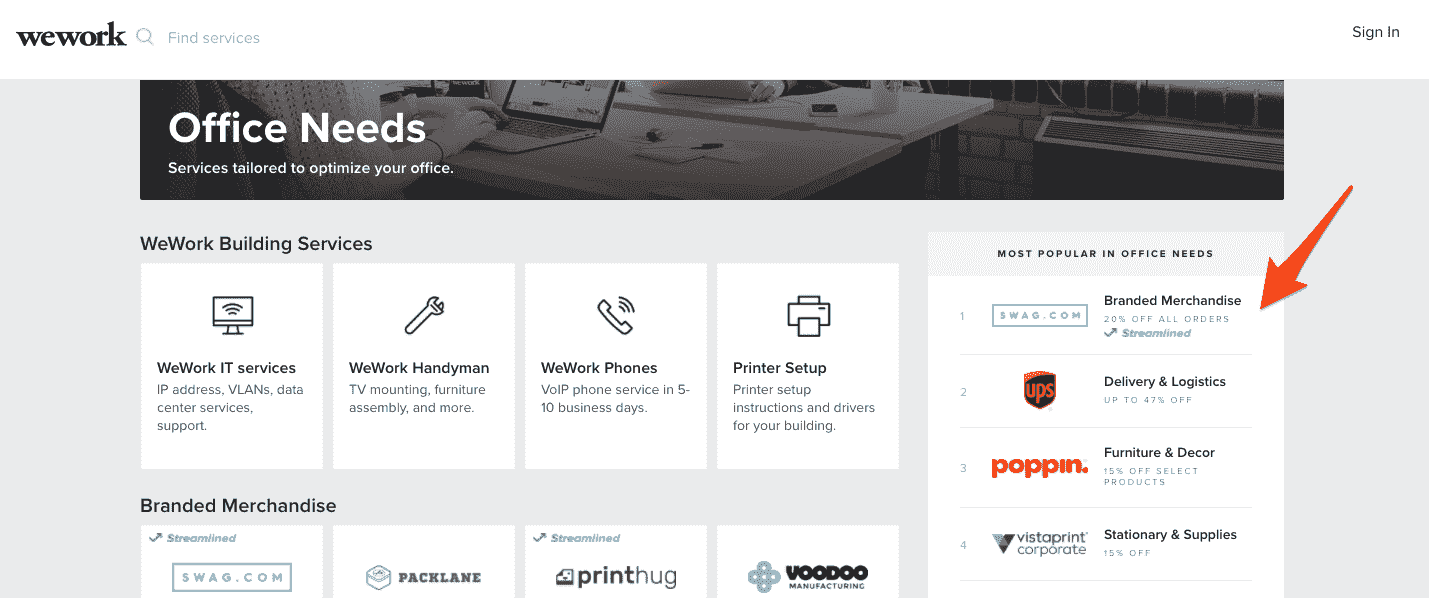 wework
Find services
Sign In
Office Needs
Services tailored to optimize your office.
WeWork Building Services
WeWork IT services
IP address, VLANs, data
center services,
support.
WeWork Handyman
TV mounting, furniture
assembly, and more.
WeWork Phones
VoIP phone service in 5-
10 business days.
Printer Setup
Printer setup
instructions and drivers
for your building.
Branded Merchandise
Streamlined
SWAG.COM
PACKLANE
Streamlined
printhug
VOODOO
MANUFACTURING
MOST POPULAR IN OFFICE NEEDS
1
SWAG.COM
Branded Merchandise
20% OFF ALL ORDERS
Streamlined
2
ups
Delivery & Logistics
UP TO 47% OFF
3
poppin.
Furniture & Decor
15% OFF SELECT
PRODUCTS
4
vistaprint
corporate
Stationary & Supplies
15% OFF